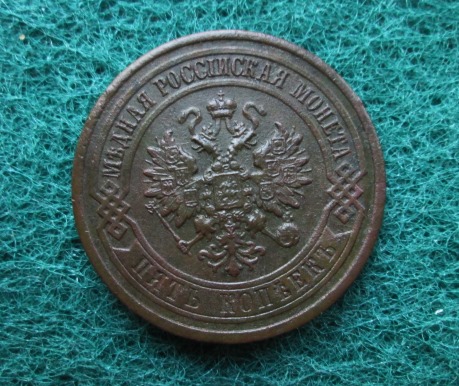 МѢДНАЯ РОССІЙСКАЯ МОНЕТА
ПЯТЬ КОПѢЕКЪ